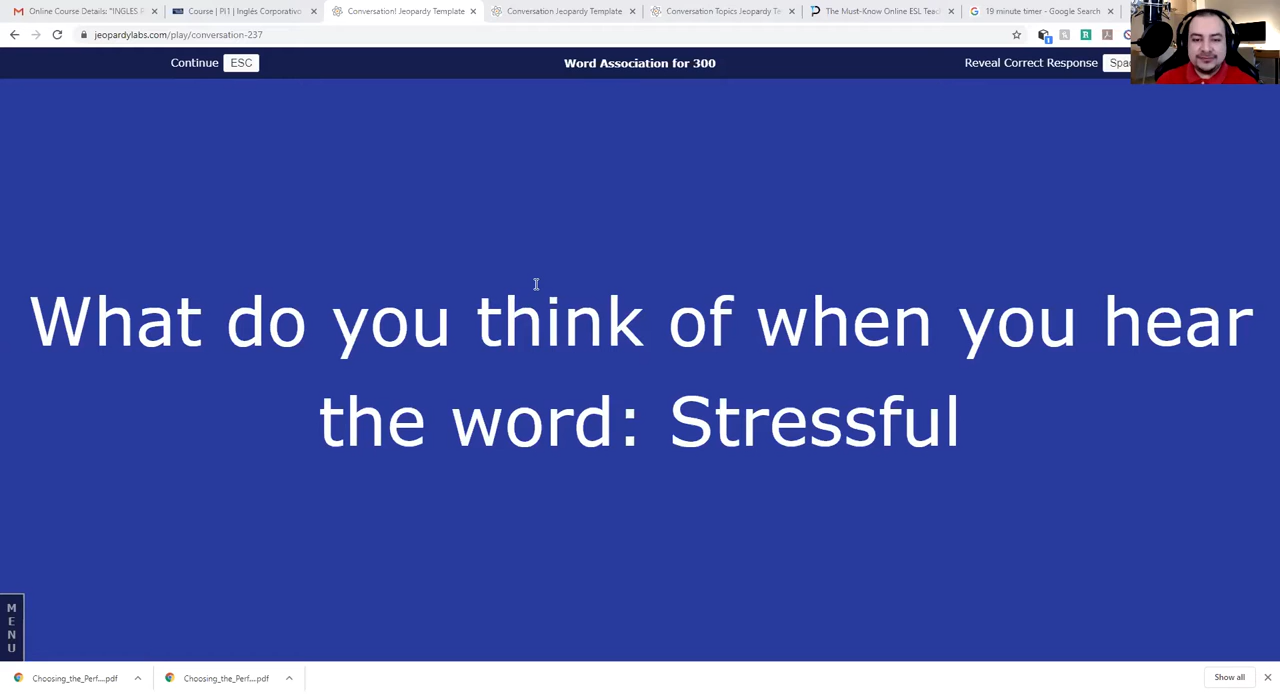 Online Course Details: "INGLES P
Course | PI1 | Inglés Corporativo
Conversation! Jeopardy Template
Conversation Jeopardy Template
Conversation Topics Jeopardy Te
The Must-Know Online ESL Teac
19 minute timer - Google Search
jeopardylabs.com/play/conversation-237
Continue ESC
Word Association for 300
Reveal Correct Response Spac
What do you think of when you hear
the word: Stressful
MENU
Choosing_the_Perf....pdf
Choosing_the_Perf....pdf
Show all